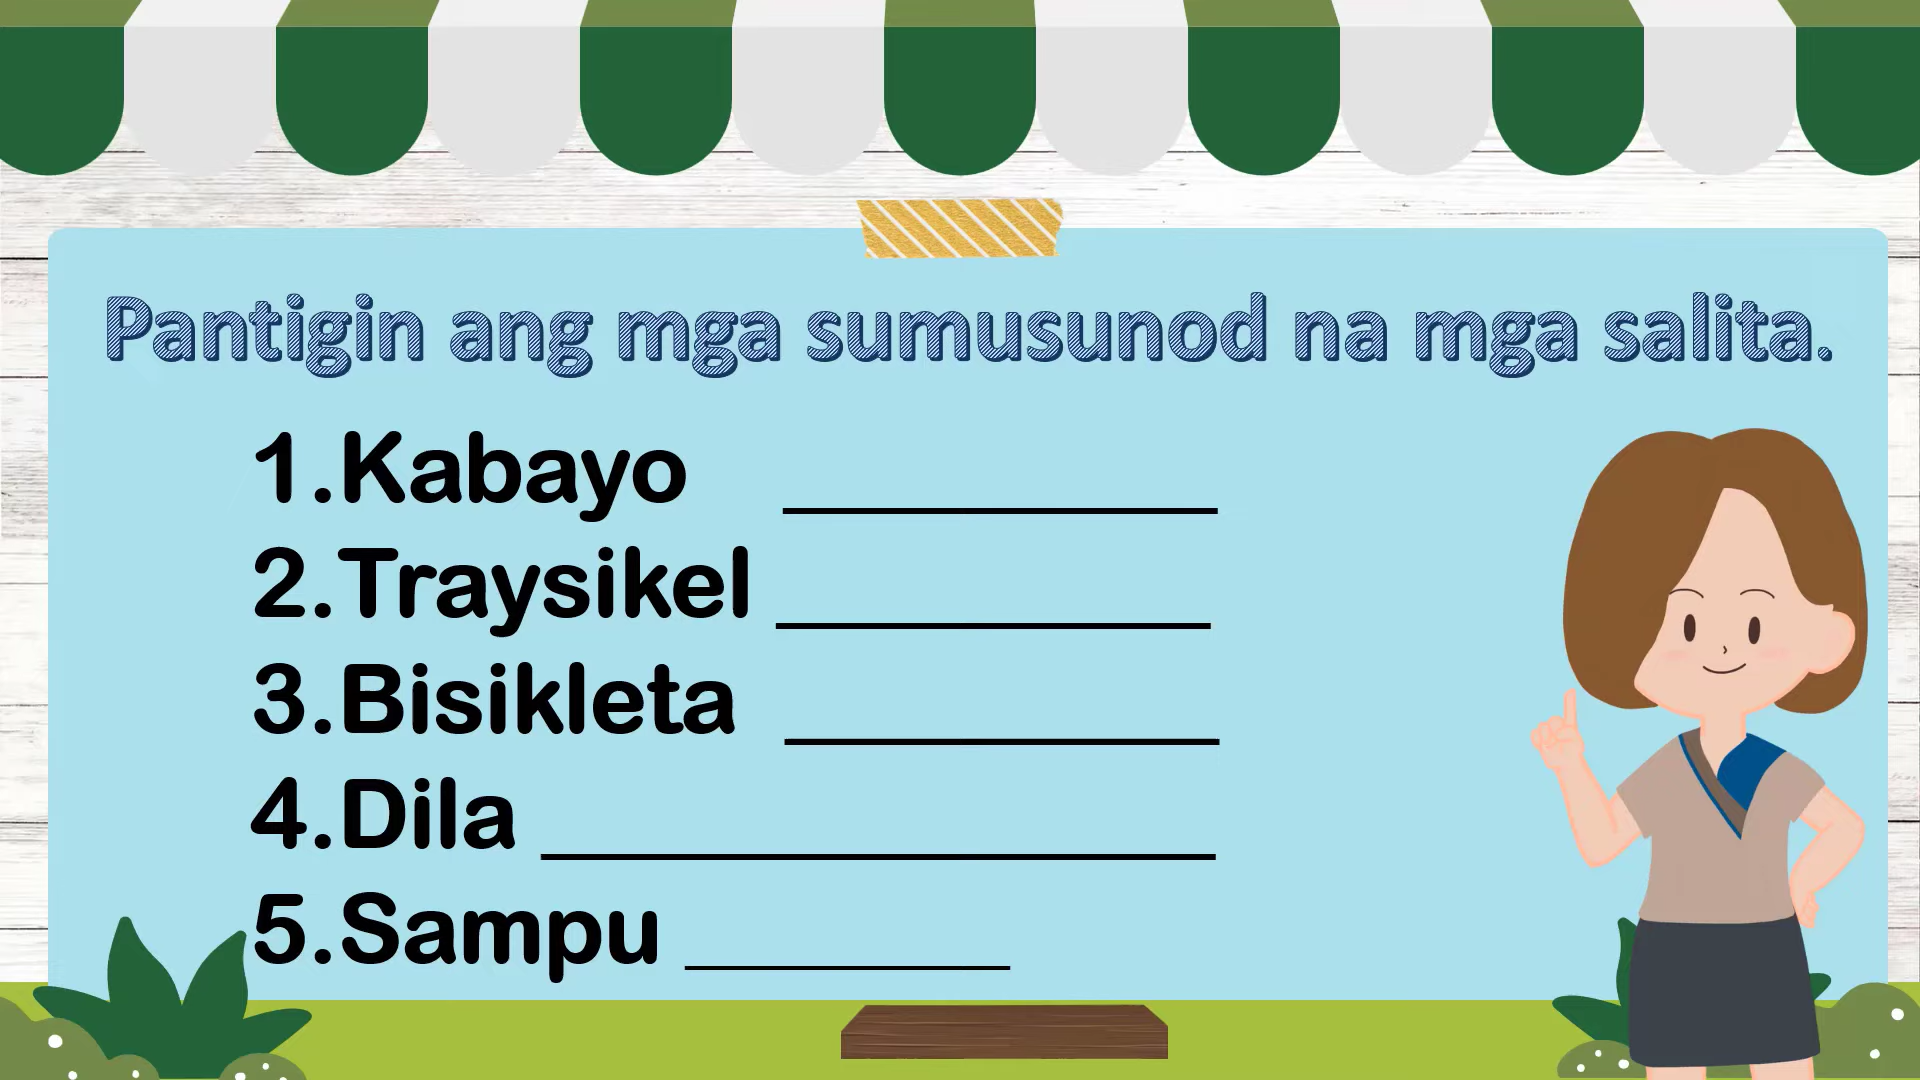 Pantigin ang mga sumusunod na mga salita.
1.Kabayo __________
2.Traysikel __________
3.Bisikleta __________
4.Dila ________________
5.Sampu ________